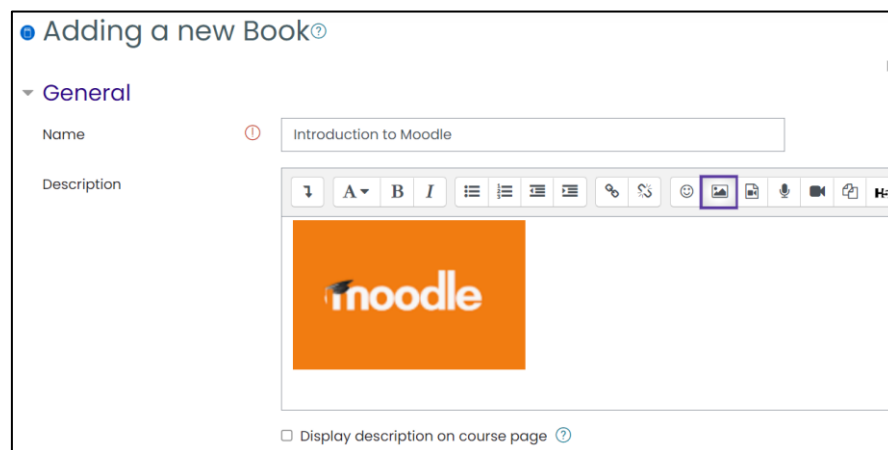 Adding a new Book
General
Name
Introduction to Moodle
Description
A B I
moodle
Display description on course page